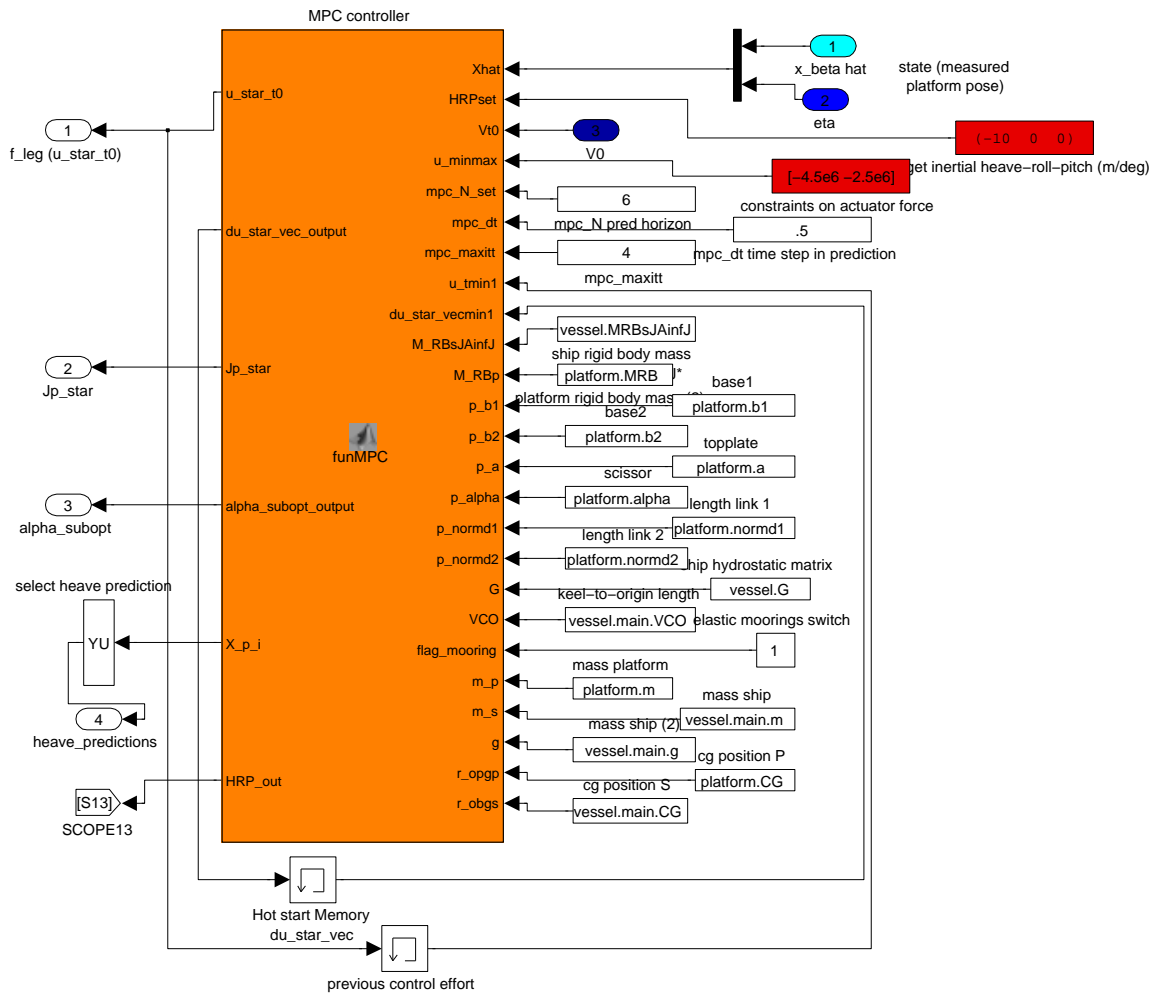 MPC controller
1
x_beta hat
state (measured
platform pose)
2
eta
Xhat
HRPset
Vt0
u_minmax
mpc_N_set
mpc_dt
mpc_maxitt
u_tmin1
du_star_vecmin1
M_RBsJAinfJ
M_RBp
p_b1
p_b2
p_a
p_alpha
p_normd1
p_normd2
G
VCO
flag_mooring
m_p
m_s
g
r_opgp
r_obgs
u_star_t0
du_star_vec_output
Jp_star
funMPC
alpha_subopt_output
X_p_i
HRP_out
1
f_leg (u_star_t0)
2
Jp_star
3
alpha_subopt
select heave prediction
YU
4
heave_predictions
[S13]
SCOPE13
3
V0
(−10 0 0)
get inertial heave−roll−pitch (m/deg)
[−4.5e6 −2.5e6]
constraints on actuator force
6
mpc_N pred horizon
.5
mpc_dt time step in prediction
4
mpc_maxitt
vessel.MRBsJAinfJ
ship rigid body mass
platform.MRB
J*
platform rigid body mass
base1
platform.b1
base2
platform.b2
topplate
platform.a
scissor
platform.alpha
length link 1
platform.normd1
length link 2
platform.normd2
ship hydrostatic matrix
vessel.G
keel−to−origin length
vessel.main.VCO
elastic moorings switch
1
mass platform
platform.m
mass ship
vessel.main.m
mass ship (2)
vessel.main.g
cg position P
platform.CG
cg position S
vessel.main.CG
Hot start Memory
du_star_vec
previous control effort